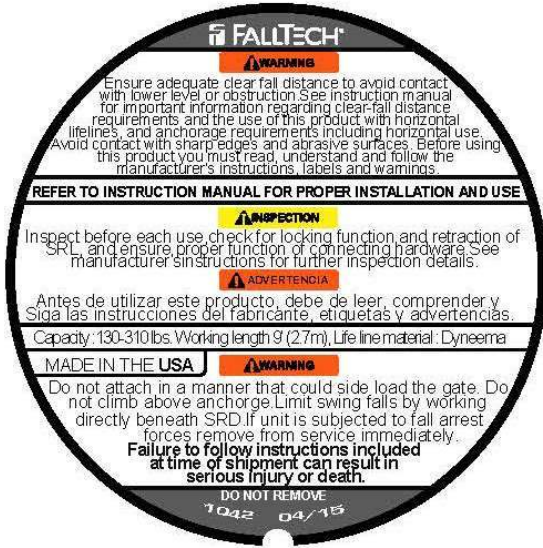 FALLTECH®
WARNING
Ensure adequate clear fall distance to avoid contact
with lower level or obstruction.See instruction manual
for important information regarding clear-fall distance
requirements and the use of this product with horizontal
lifelines, and anchorage requirements including horizontal use.
Avoid contact with sharp edges and abrasive surfaces. Before using
this product you must read, understand and follow the
manufacturer's instructions, labels and warnings.
REFER TO INSTRUCTION MANUAL FOR PROPER INSTALLATION AND USE
INSPECTION
Inspect before each use,check for locking function and retraction of
SRL, and ensure proper function of connecting hardware.See
manufacturer sinstructions for further inspection details.
ADVERTENCIA
Antes de utilizar este producto, debe de leer, comprender y
Siga las instrucciones del fabricante, etiquetas y advertencias.
Capacity : 130-310 lbs. Working length 9' (2.7m), Life line material : Dyneema
MADE IN THE USA
WARNING
Do not attach in a manner that could side load the gate. Do
not climb above anchorge.Limit swing falls by working
directly beneath SRD.If unit is subjected to fall arrest
forces remove from service immediately.
Failure to follow instructions included
at time of shipment can result in
serious injury or death.
DO NOT REMOVE
1042 04/15